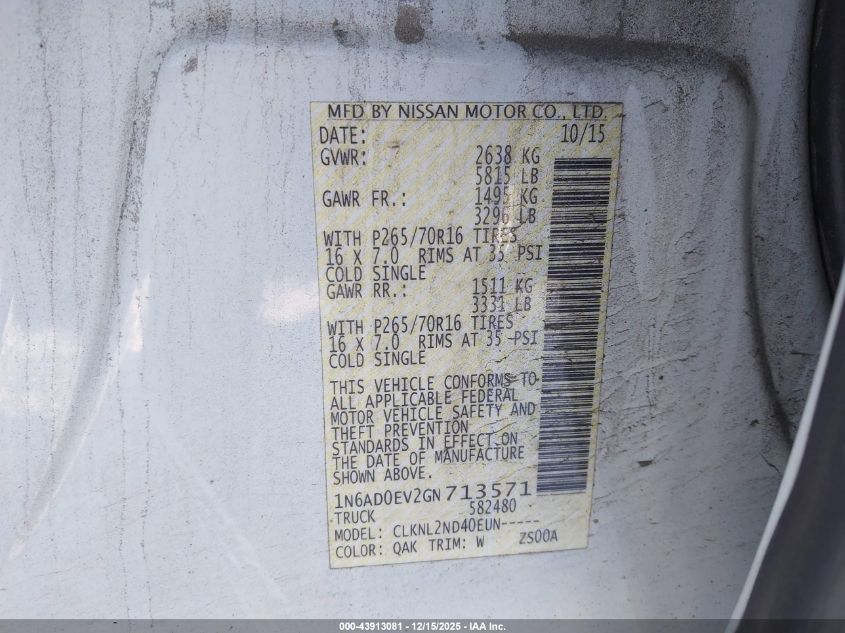 MFD BY NISSAN MOTOR CO., LTD.
DATE: 10/15
GVWR: 2638 KG
5815 LB
GAWR FR.: 1495 KG
3296 LB
WITH P265/70R16 TIRES
16 X 7.0 RIMS AT 35 PSI
COLD SINGLE
GAWR RR.: 1511 KG
3331 LB
WITH P265/70R16 TIRES
16 X 7.0 RIMS AT 35 PSI
COLD SINGLE
THIS VEHICLE CONFORMS TO
ALL APPLICABLE FEDERAL
MOTOR VEHICLE SAFETY AND
THEFT PREVENTION
STANDARDS IN EFFECT ON
THE DATE OF MANUFACTURE
SHOWN ABOVE.
1N6AD0EV2GN713571
TRUCK 582480
MODEL: CLKNL2ND40EUN-----
COLOR: QAK TRIM: W ZS00A
000-43913081 - 12/15/2025 - IAA Inc.